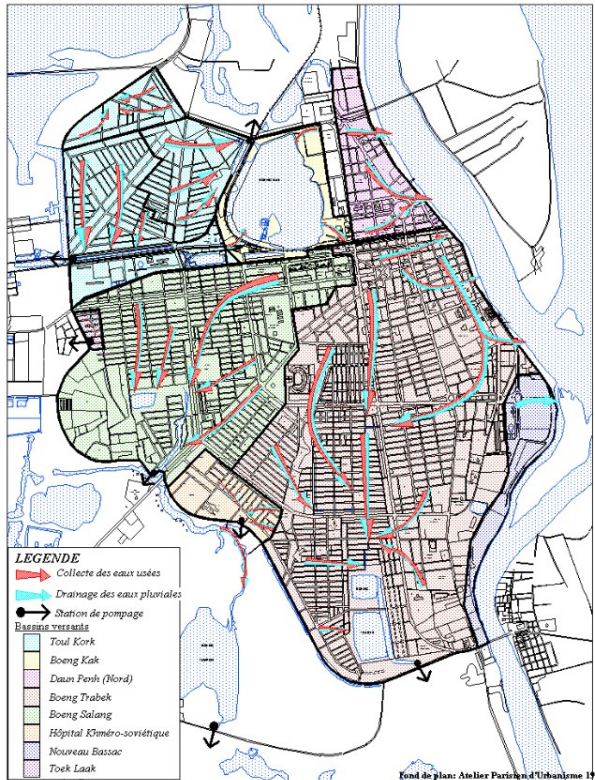 LEGENDE
Collecte des eaux usées
Drainage des eaux pluviales
Station de pompage
Bassins versants
Toul Kork
Boeng Kak
Daun Penh (Nord)
Boeng Trabek
Boeng Salang
Hôpital Khméro-soviétique
Nouveau Bassac
Toek Laak
Fond de plan: Atelier Parisien d'Urbanisme 19